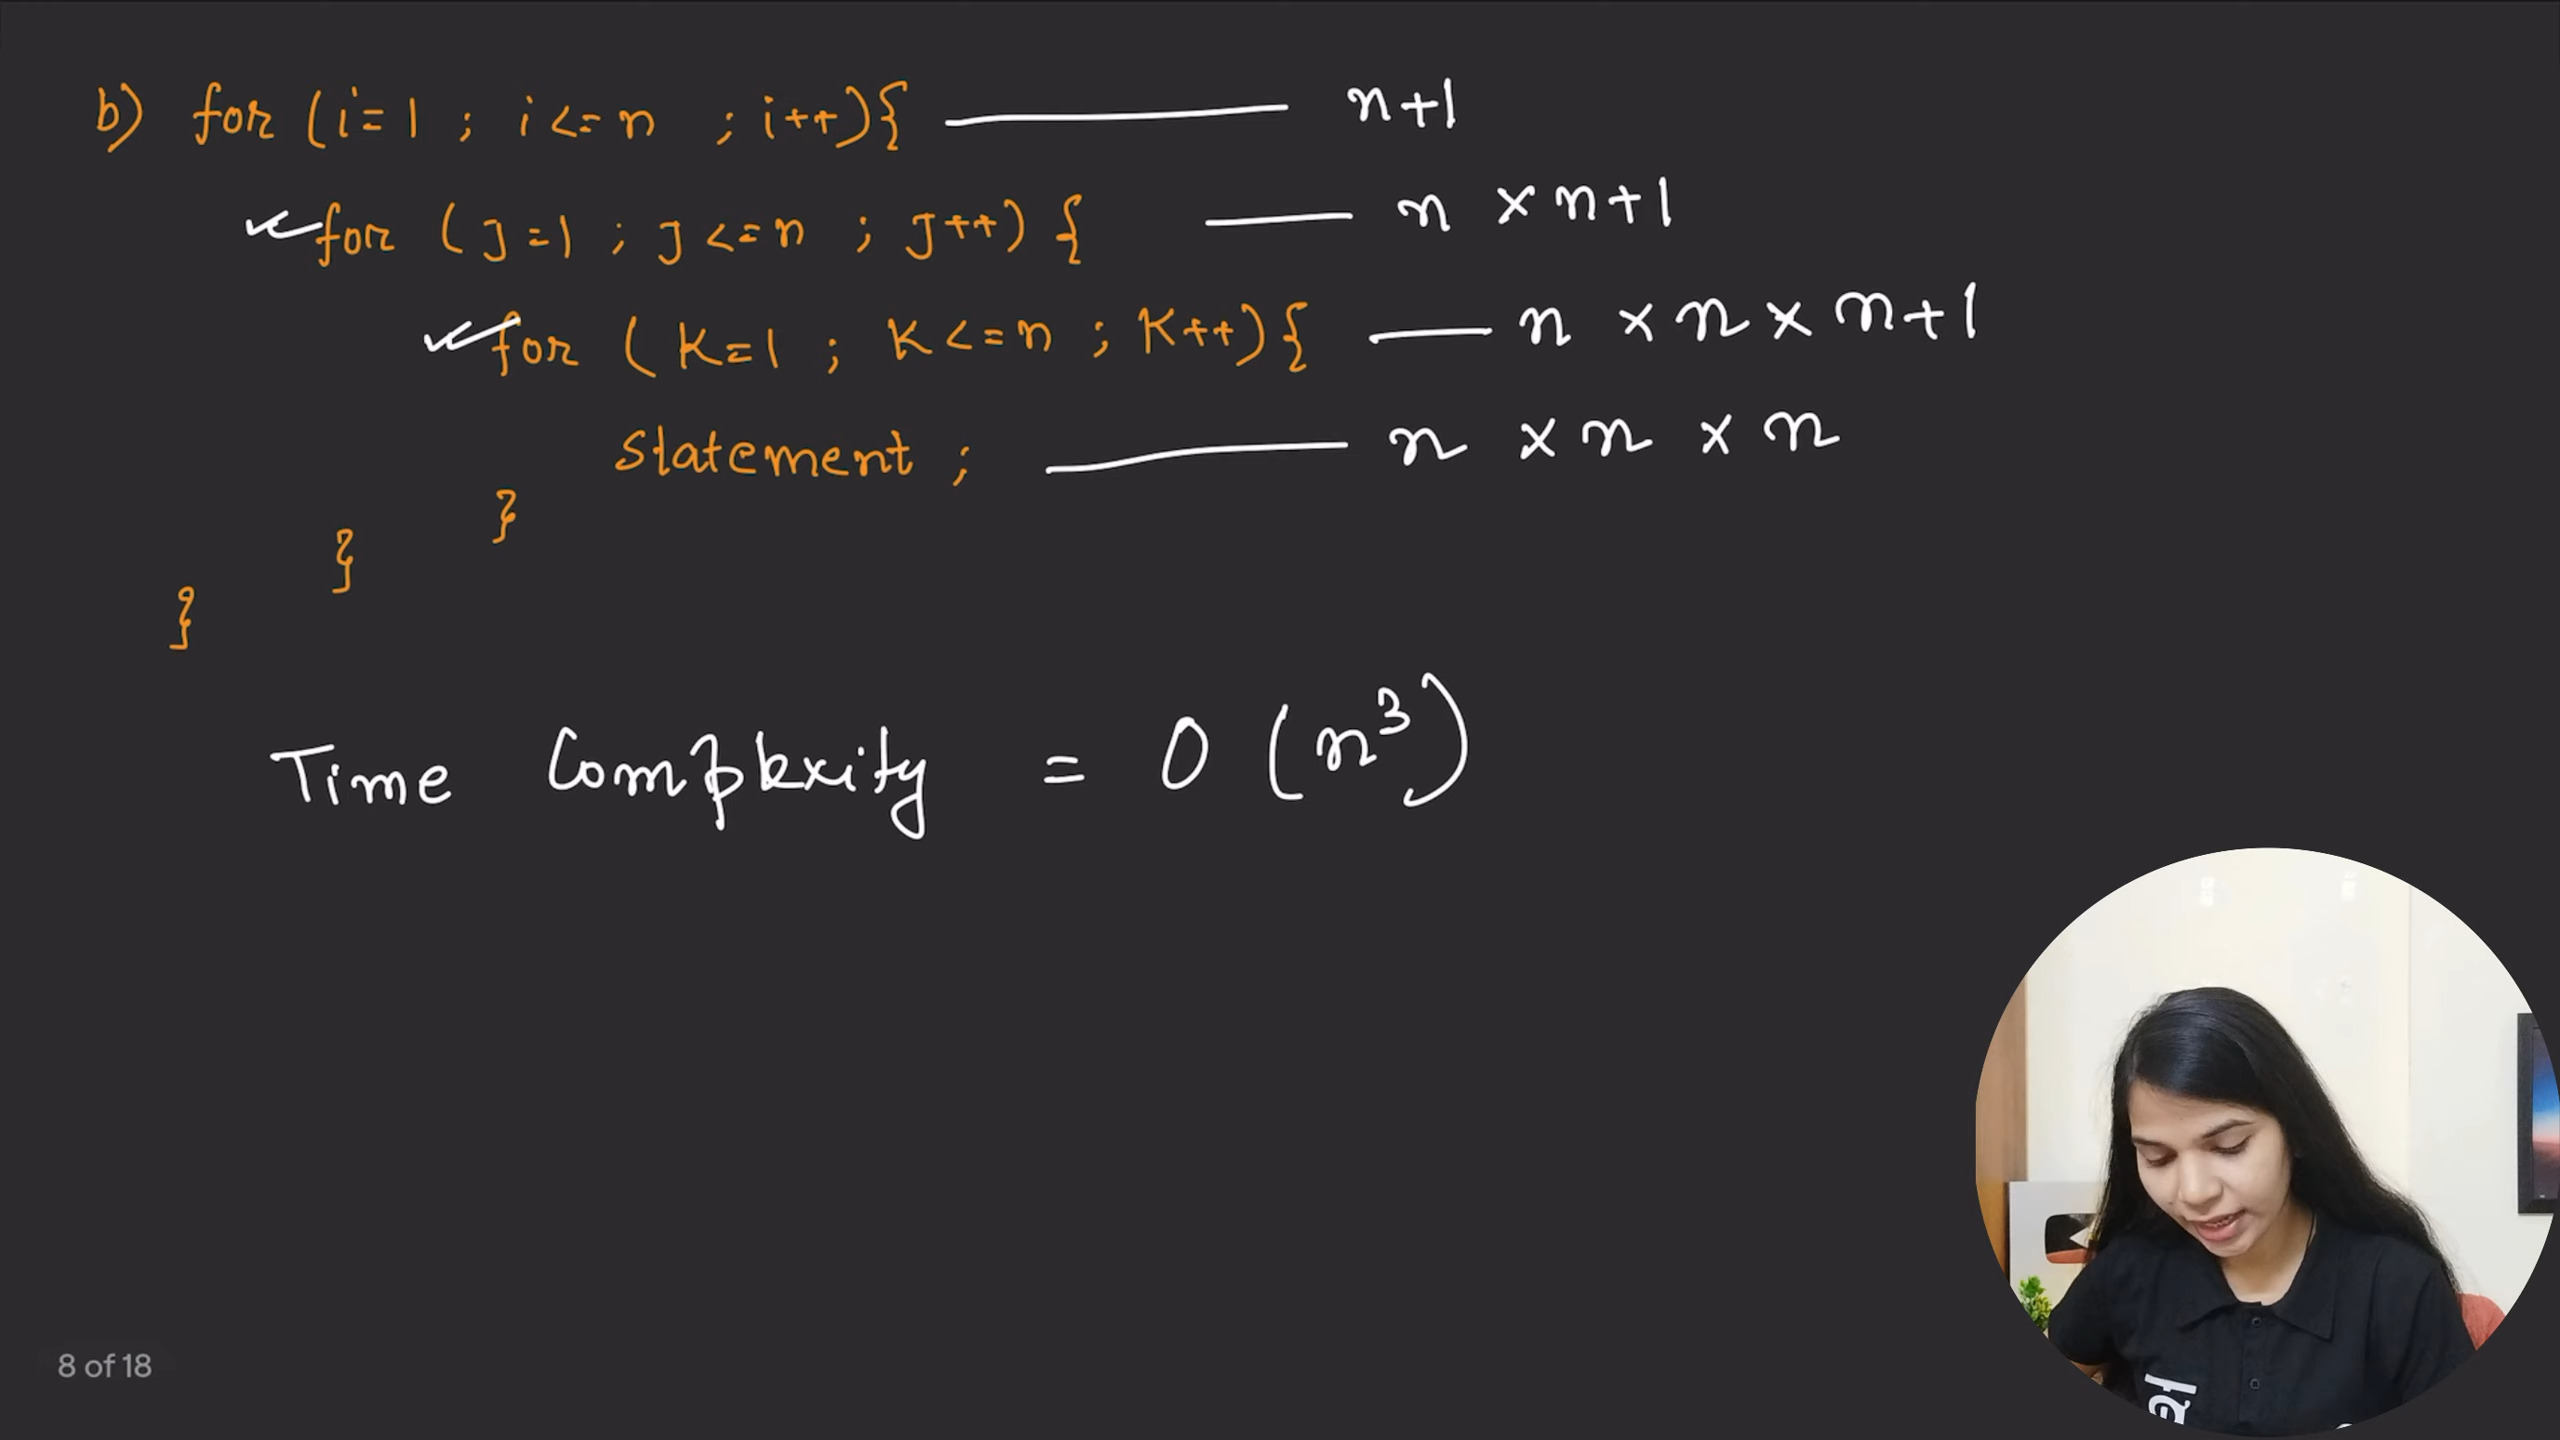 b) for (i=1 ; i<=n ; i++){ n+1
for (j=1 ; j<=n ; j++) { n × n+1
for (K=1 ; K<=n ; K++){ n × n × n+1
Statement ; n × n × n
}
}
}
Time Complexity = O (n³)
8 of 18